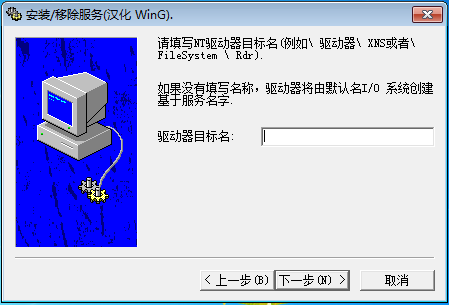 安装/移除服务(汉化 WinG).
请填写NT驱动器目标名(例如\ 驱动器\ XNS或者\
FileSystem \ Rdr).
如果没有填写名称，驱动器将由默认名I/O 系统创建
基于服务名字.
驱动器目标名:
< 上一步(B) 下一步(N) > 取消